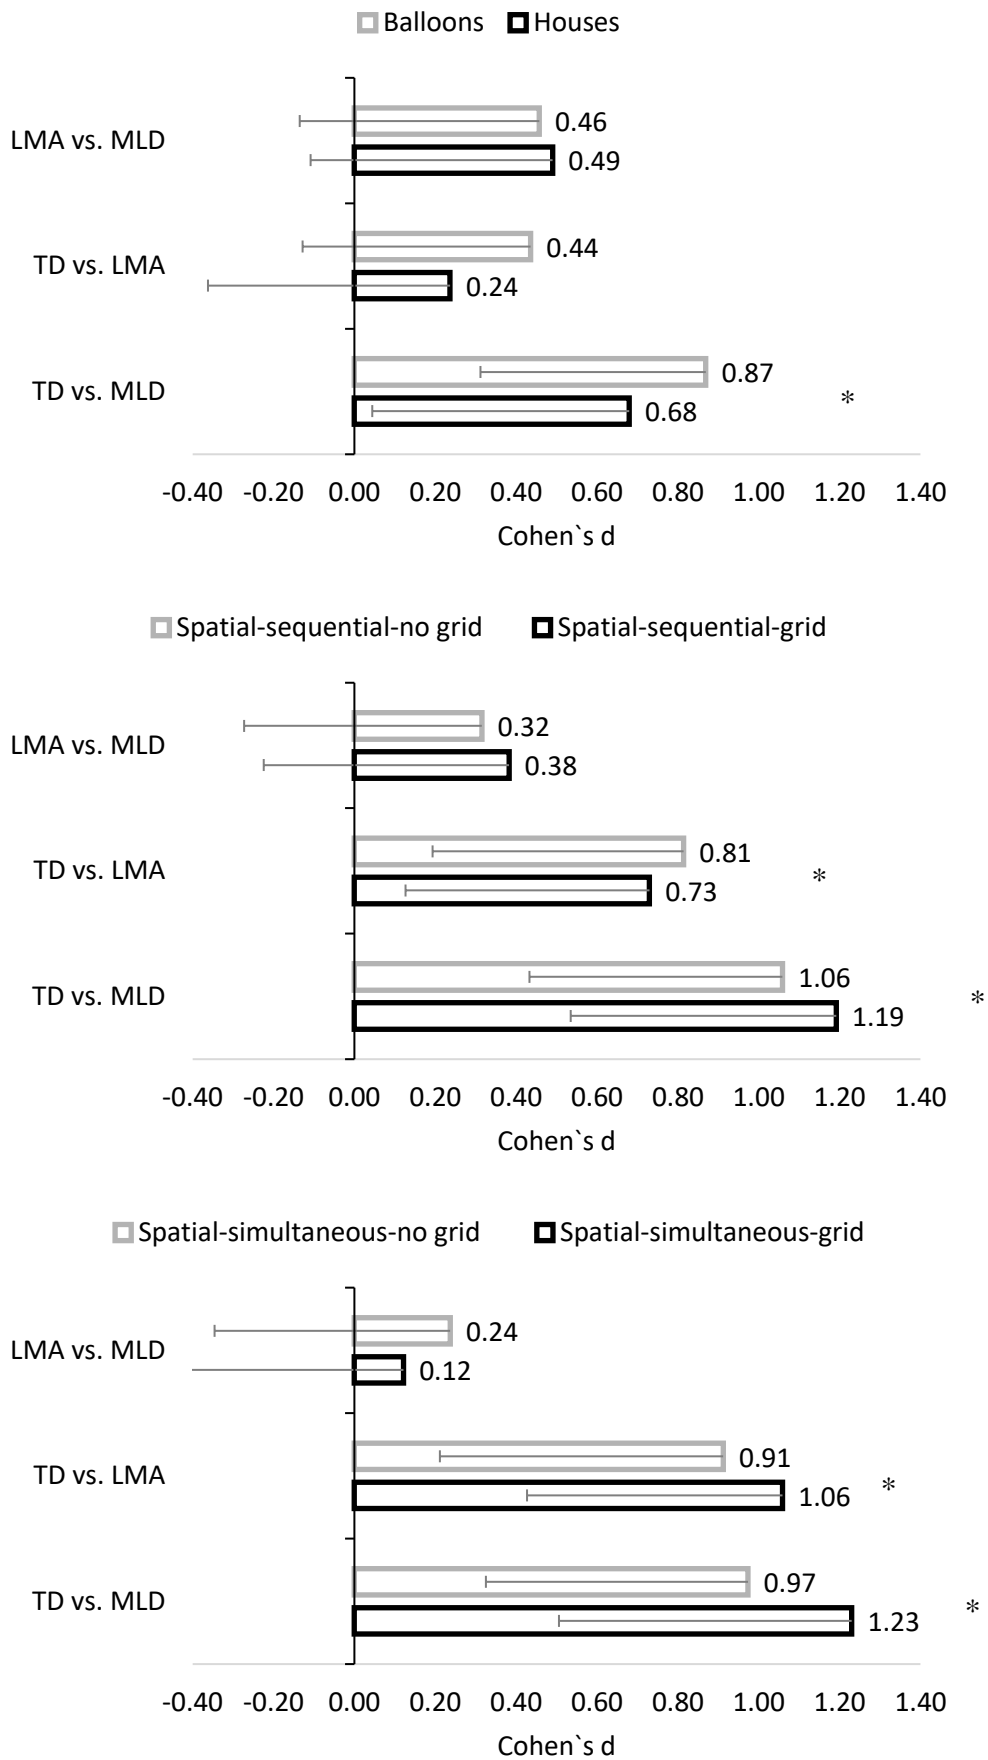 Balloons Houses
LMA vs. MLD
0.46
0.49
TD vs. LMA
0.44
0.24
TD vs. MLD
0.87
0.68
*
-0.40 -0.20 0.00 0.20 0.40 0.60 0.80 1.00 1.20 1.40
Cohen`s d
Spatial-sequential-no grid Spatial-sequential-grid
LMA vs. MLD
0.32
0.38
TD vs. LMA
0.81
0.73
*
TD vs. MLD
1.06
1.19
*
-0.40 -0.20 0.00 0.20 0.40 0.60 0.80 1.00 1.20 1.40
Cohen`s d
Spatial-simultaneous-no grid Spatial-simultaneous-grid
LMA vs. MLD
0.24
0.12
TD vs. LMA
0.91
1.06
*
TD vs. MLD
0.97
1.23
*
-0.40 -0.20 0.00 0.20 0.40 0.60 0.80 1.00 1.20 1.40
Cohen`s d